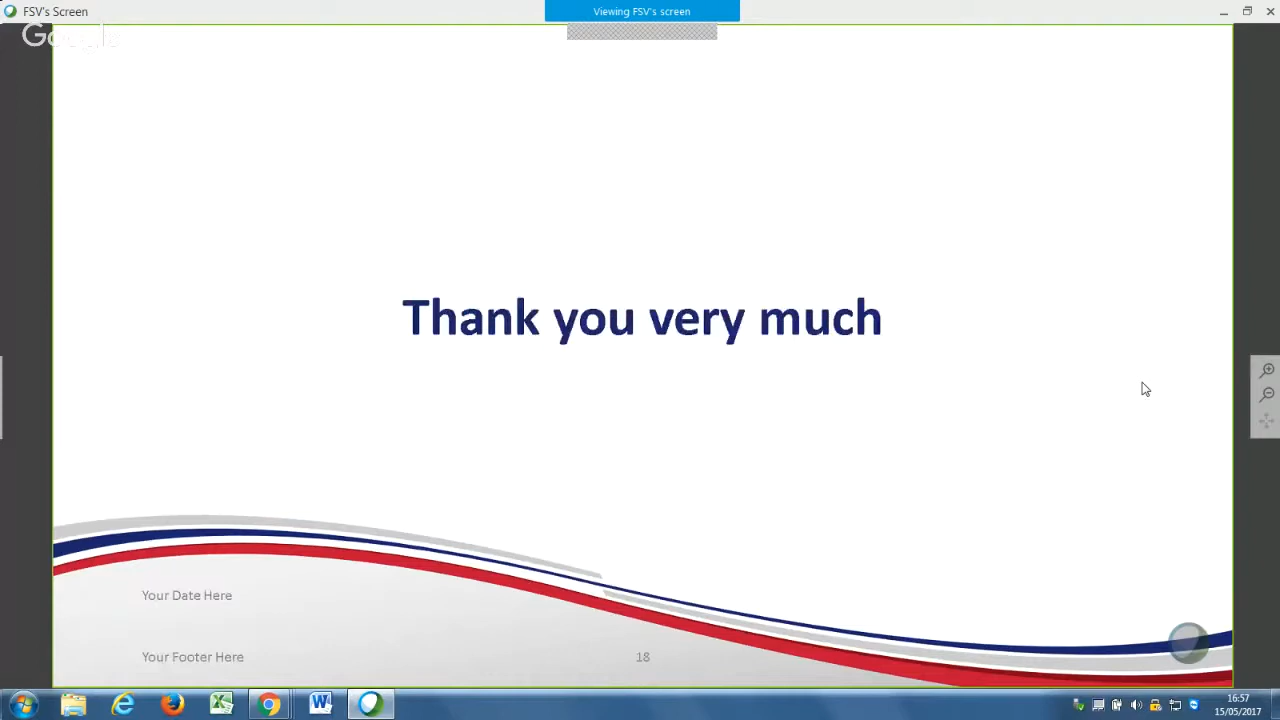 FSV's Screen
Viewing FSV's screen
Google
Thank you very much
Your Date Here
Your Footer Here
18
16:57
15/05/2017